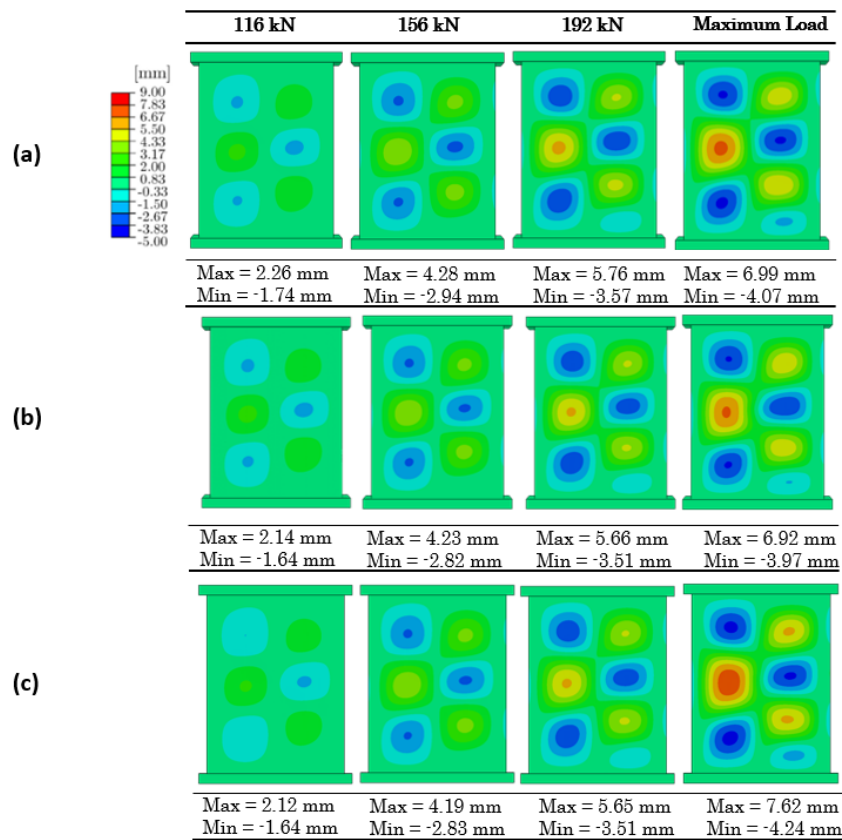 116 kN 156 kN 192 kN Maximum Load
[mm]
9.00
7.83
6.67
5.50
4.33
3.17
2.00
0.83
-0.33
-1.50
-2.67
-3.83
-5.00
(a)
Max = 2.26 mm Max = 4.28 mm Max = 5.76 mm Max = 6.99 mm
Min = -1.74 mm Min = -2.94 mm Min = -3.57 mm Min = -4.07 mm
(b)
Max = 2.14 mm Max = 4.23 mm Max = 5.66 mm Max = 6.92 mm
Min = -1.64 mm Min = -2.82 mm Min = -3.51 mm Min = -3.97 mm
(c)
Max = 2.12 mm Max = 4.19 mm Max = 5.65 mm Max = 7.62 mm
Min = -1.64 mm Min = -2.83 mm Min = -3.51 mm Min = -4.24 mm